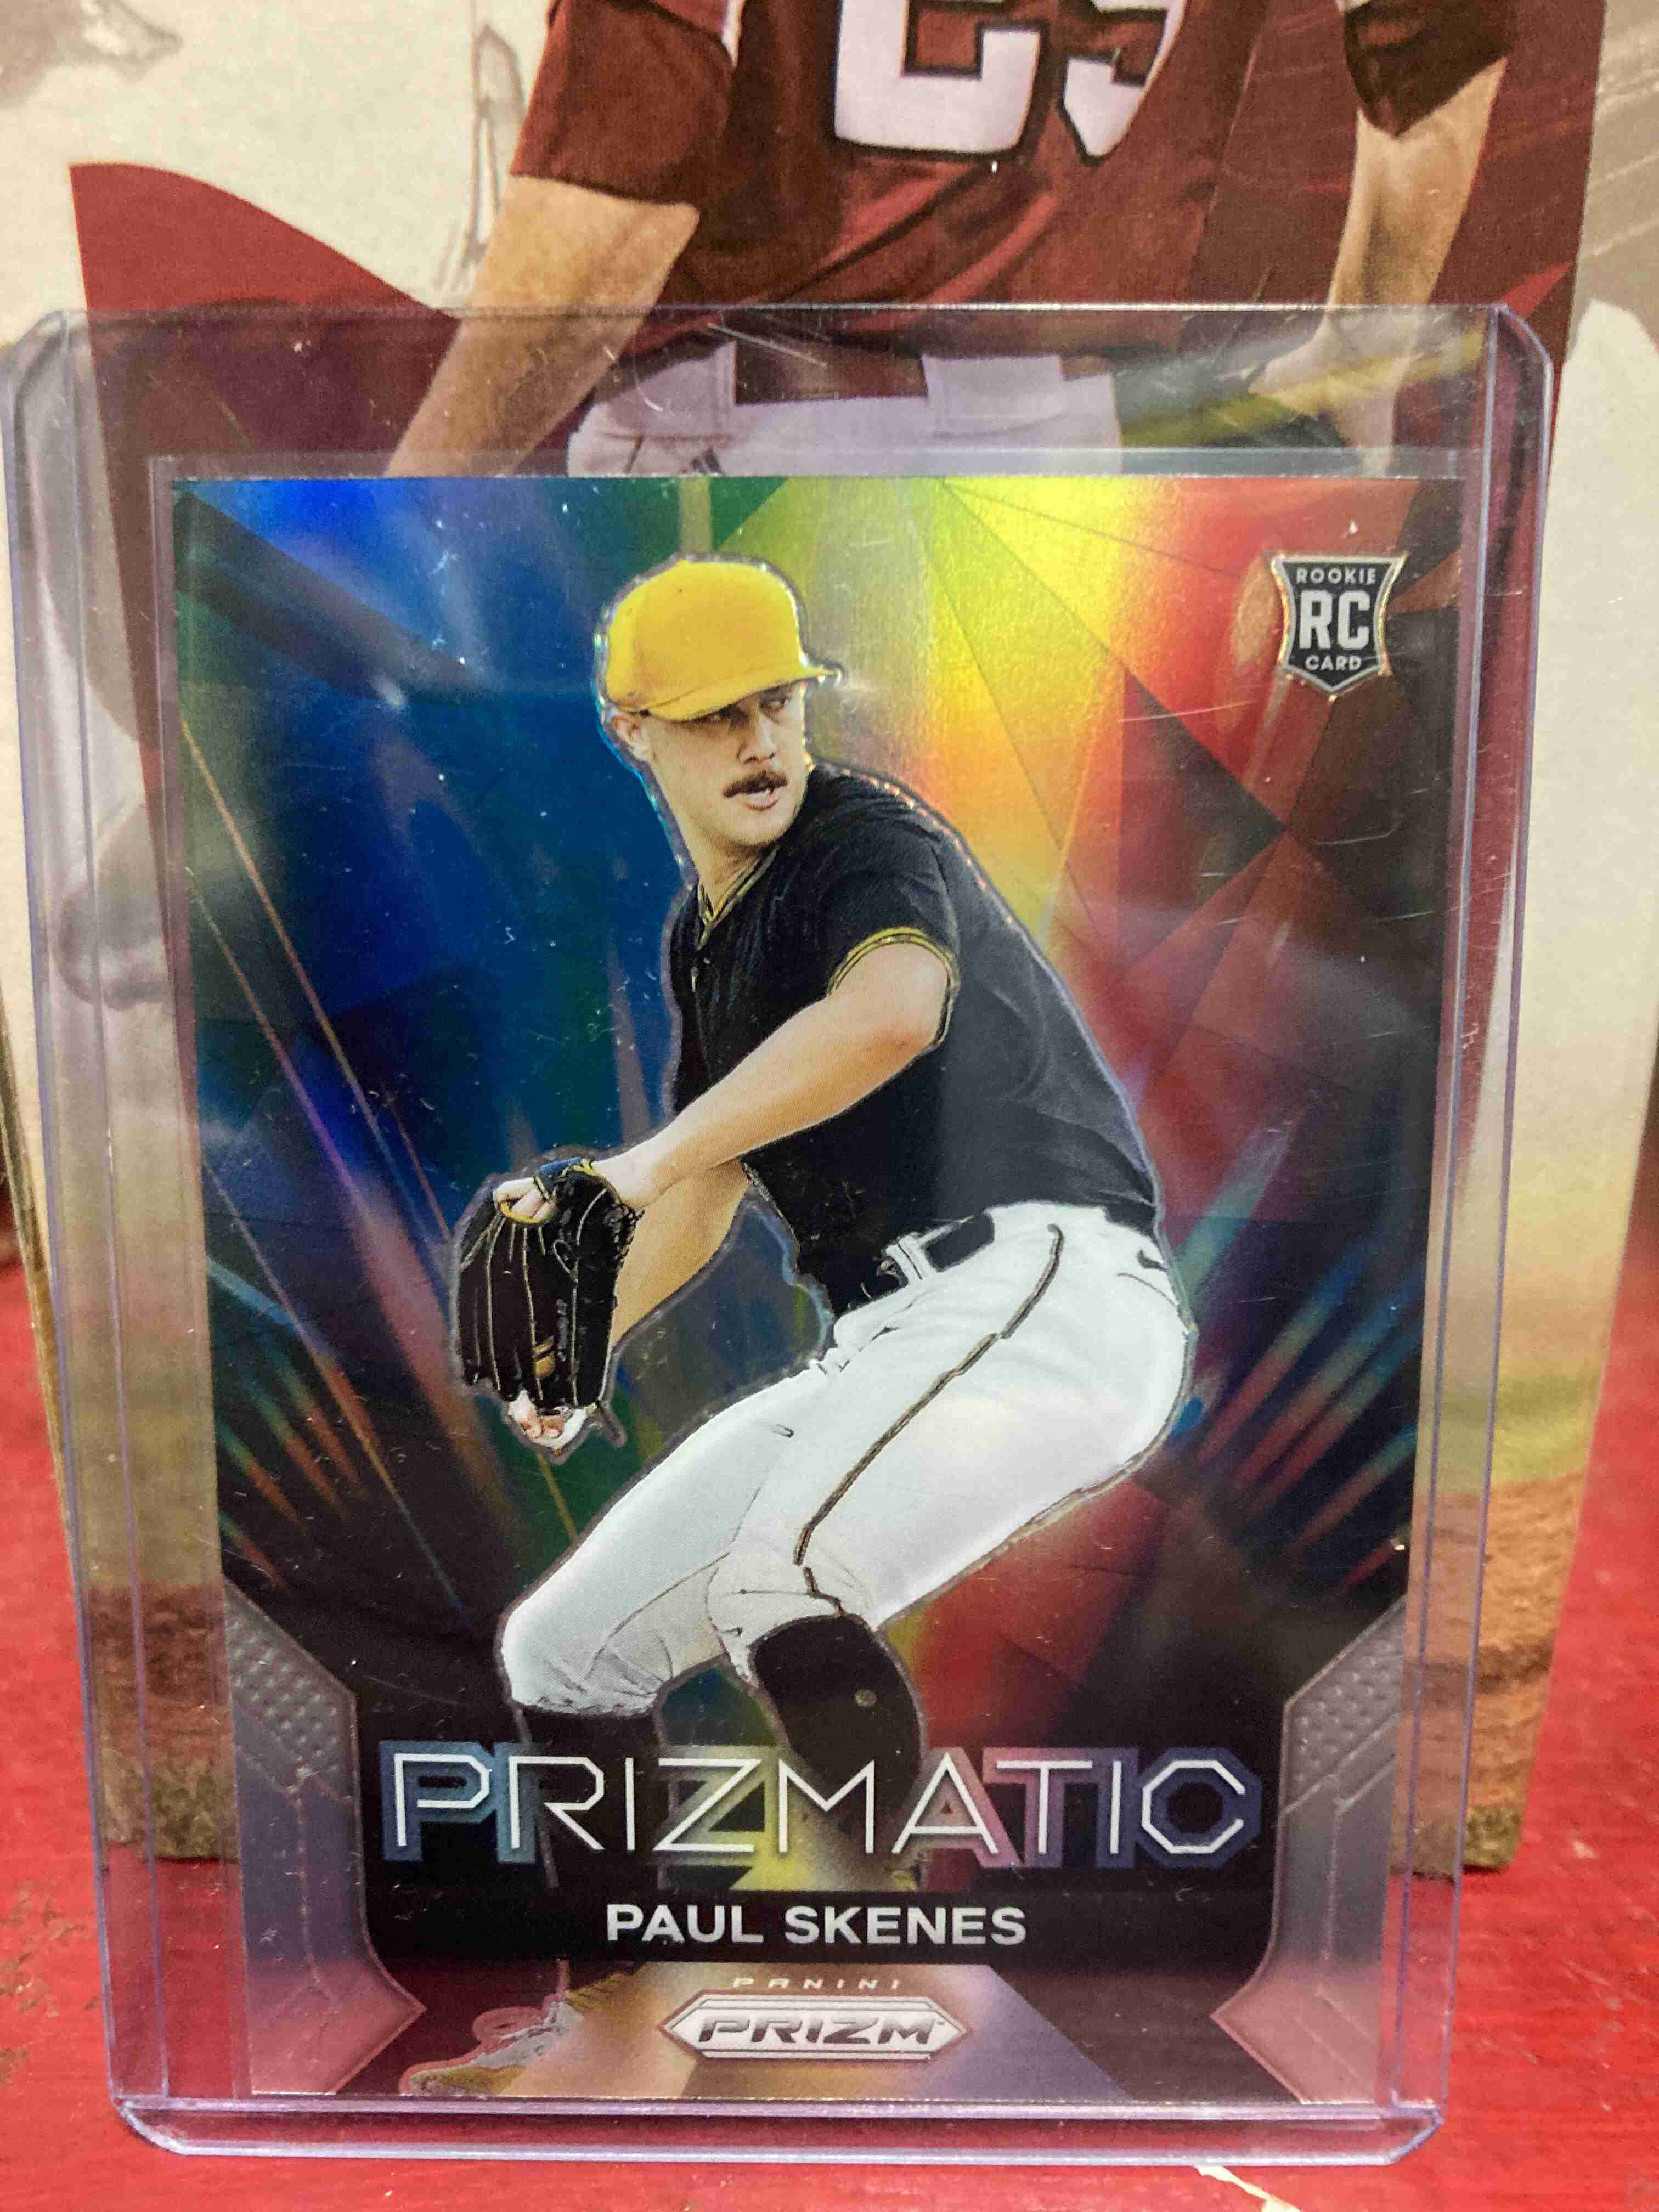 ROOKIE
RC
CARD
PRIZMATIC
PAUL SKENES
PANINI
PRIZM